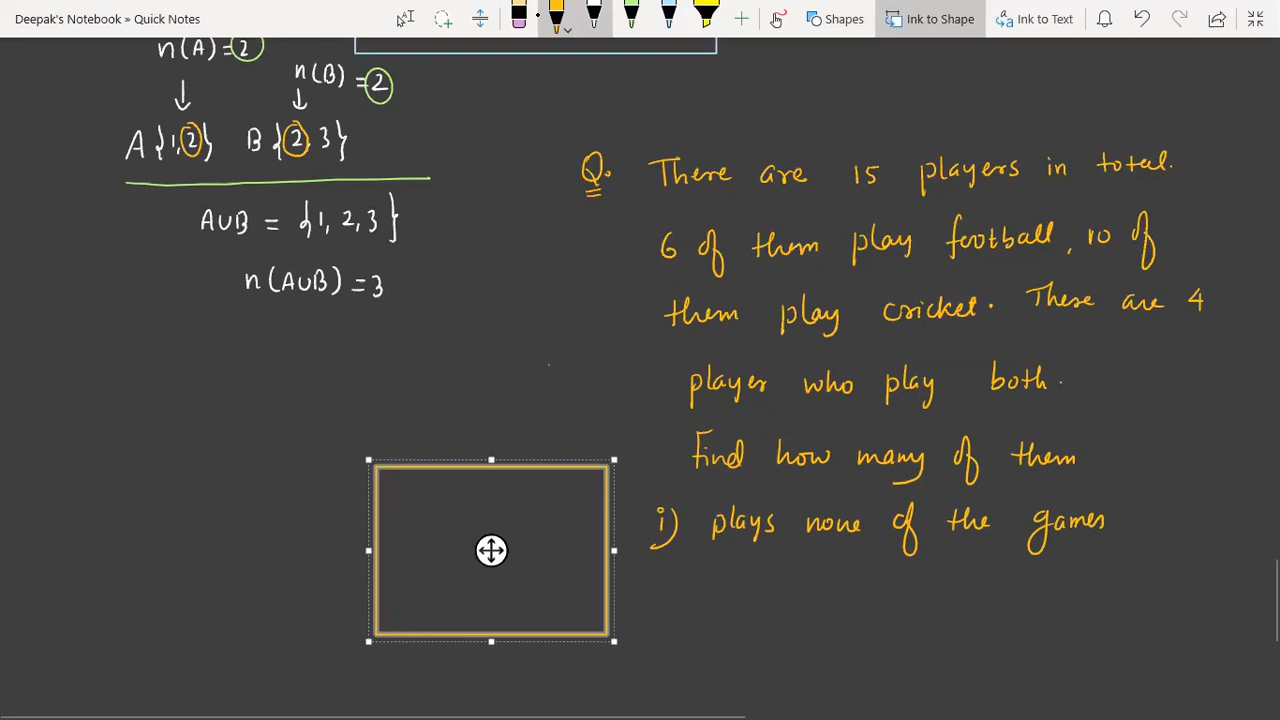 Deepak's Notebook » Quick Notes
Shapes
Ink to Shape
Ink to Text
n(A)=2
n(B)=2
A{1,2} B{2,3}
A∪B = {1,2,3}
n(A∪B)=3
Q. There are 15 players in total.
6 of them play football, 10 of
them play cricket. These are 4
player who play both.
Find how many of them
i) plays none of the games